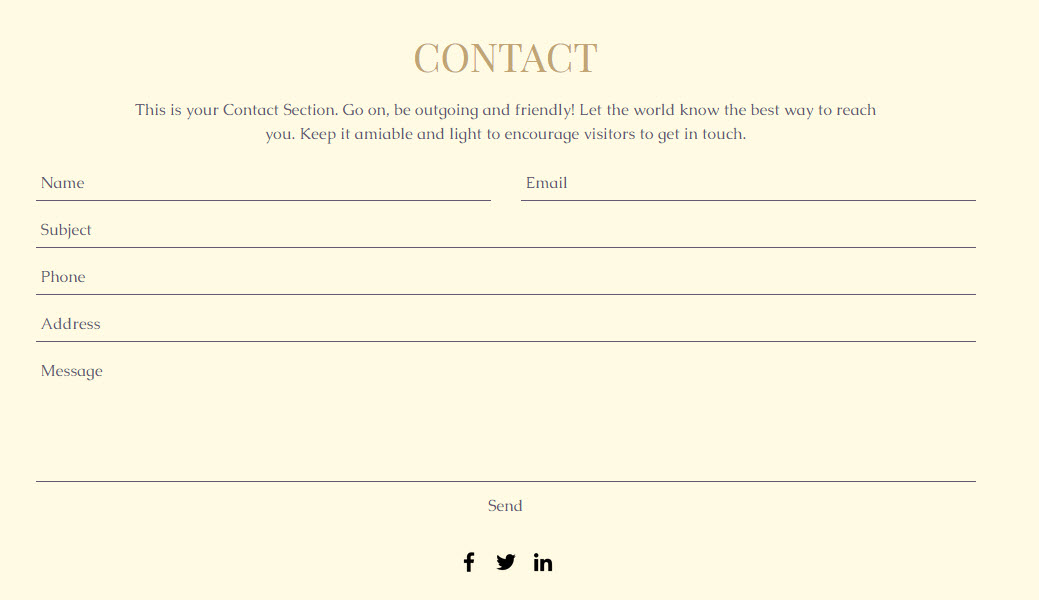 CONTACT
This is your Contact Section. Go on, be outgoing and friendly! Let the world know the best way to reach
you. Keep it amiable and light to encourage visitors to get in touch.
Name
Email
Subject
Phone
Address
Message
Send